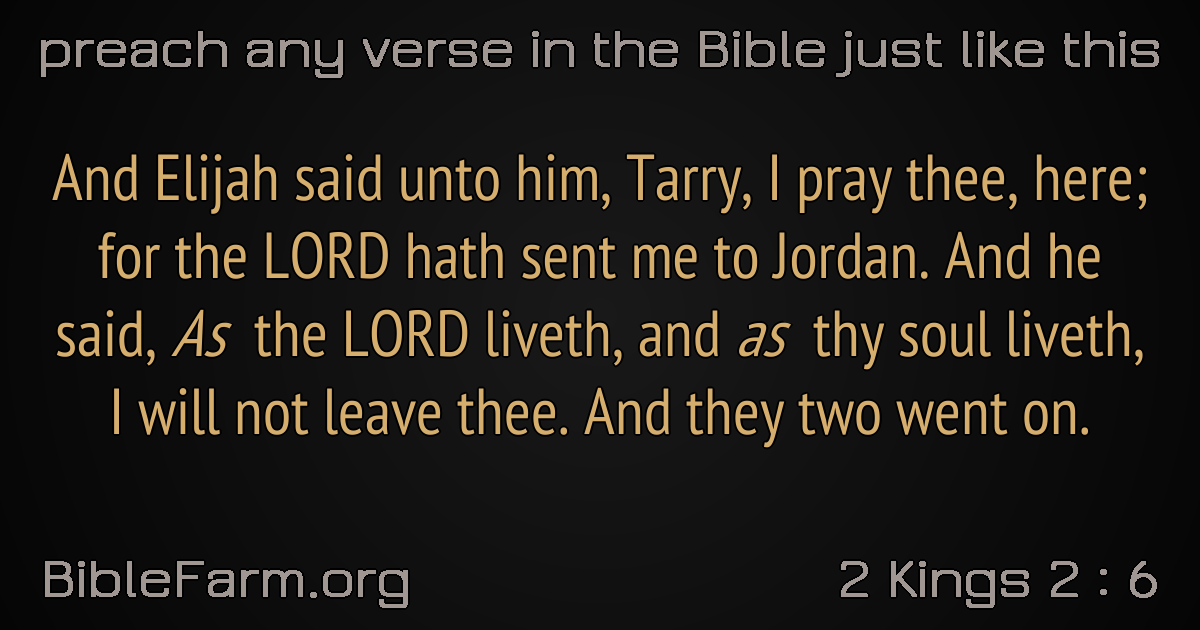 preach any verse in the Bible just like this
And Elijah said unto him, Tarry, I pray thee, here;
for the LORD hath sent me to Jordan. And he
said, As the LORD liveth, and as thy soul liveth,
I will not leave thee. And they two went on.
BibleFarm.org
2 Kings 2 : 6